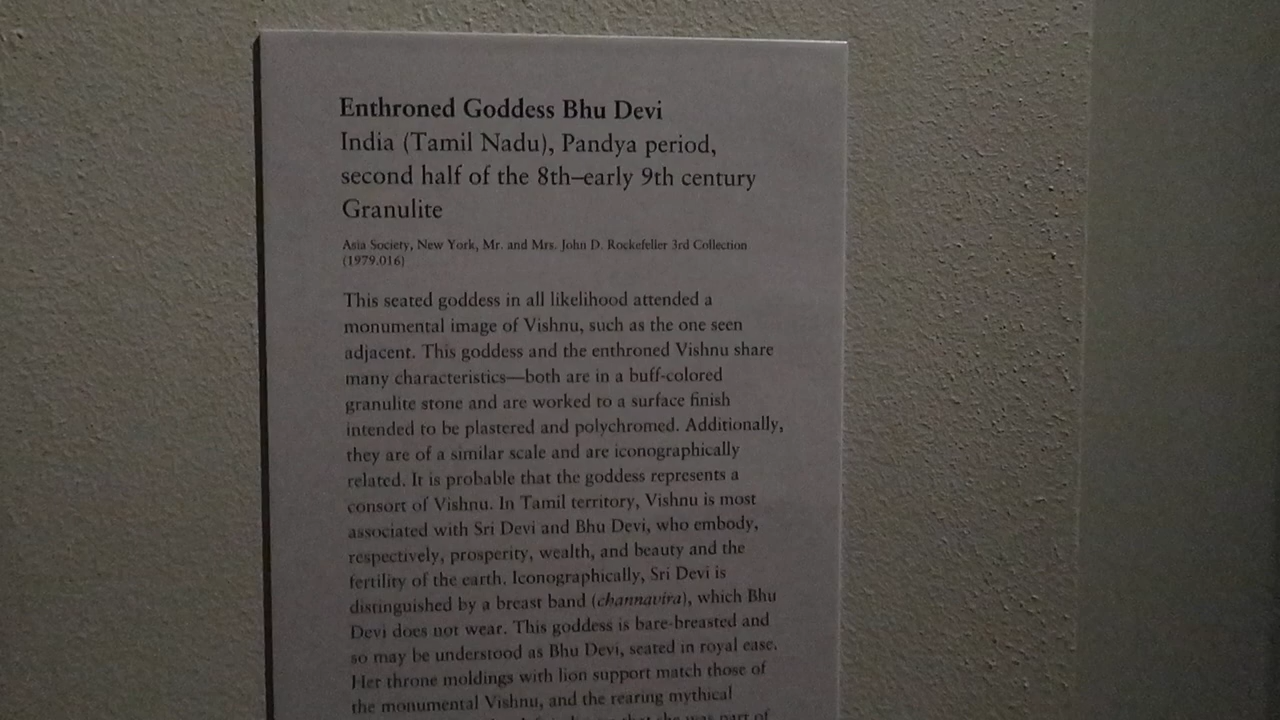 Enthroned Goddess Bhu Devi
India (Tamil Nadu), Pandya period,
second half of the 8th–early 9th century
Granulite
Asia Society, New York, Mr. and Mrs. John D. Rockefeller 3rd Collection
(1979.016)
This seated goddess in all likelihood attended a
monumental image of Vishnu, such as the one seen
adjacent. This goddess and the enthroned Vishnu share
many characteristics—both are in a buff-colored
granulite stone and are worked to a surface finish
intended to be plastered and polychromed. Additionally,
they are of a similar scale and are iconographically
related. It is probable that the goddess represents a
consort of Vishnu. In Tamil territory, Vishnu is most
associated with Sri Devi and Bhu Devi, who embody,
respectively, prosperity, wealth, and beauty and the
fertility of the earth. Iconographically, Sri Devi is
distinguished by a breast band (channavira), which Bhu
Devi does not wear. This goddess is bare-breasted and
so may be understood as Bhu Devi, seated in royal ease.
Her throne moldings with lion support match those of
the monumental Vishnu, and the rearing mythical
that she was part of